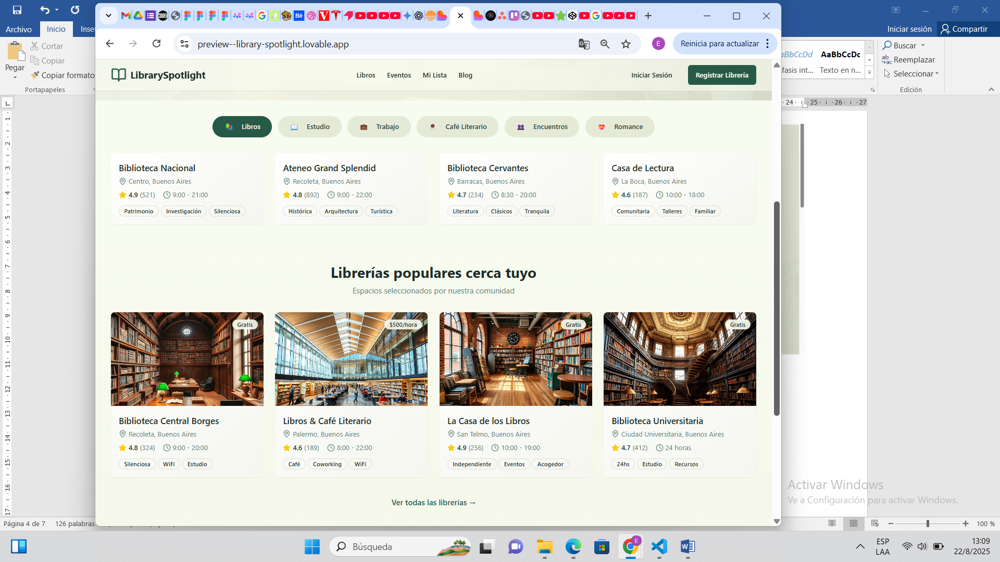 Archivo
Inicio
Iniciar sesión
Compartir
Pegar
Cortar
Copiar
Copiar formato
Portapapeles
preview--library-spotlight.lovable.app
E
Reinicia para actualizar
AaBbCcDc
Texto en n...
Buscar
Reemplazar
Seleccionar
Edición
LibrarySpotlight
Libros
Eventos
Mi Lista
Blog
Iniciar Sesión
Registrar Librería
24 · 25 · 26 · 27
Libros
Estudio
Trabajo
Café Literario
Encuentros
Romance
Biblioteca Nacional
Centro, Buenos Aires
4.9 (521) 9:00 - 21:00
Patrimonio Investigación Silenciosa
Ateneo Grand Splendid
Recoleta, Buenos Aires
4.8 (892) 9:00 - 22:00
Histórica Arquitectura Turística
Biblioteca Cervantes
Barracas, Buenos Aires
4.7 (234) 8:30 - 20:00
Literatura Clásicos Tranquila
Casa de Lectura
La Boca, Buenos Aires
4.6 (187) 10:00 - 18:00
Comunitaria Talleres Familiar
Librerías populares cerca tuyo
Espacios seleccionados por nuestra comunidad
Gratis
$500/hora
Gratis
Gratis
Biblioteca Central Borges
Recoleta, Buenos Aires
4.8 (324) 9:00 - 20:00
Silenciosa WiFi Estudio
Libros & Café Literario
Palermo, Buenos Aires
4.6 (189) 8:00 - 22:00
Café Coworking WiFi
La Casa de los Libros
San Telmo, Buenos Aires
4.9 (256) 10:00 - 19:00
Independiente Eventos Acogedor
Biblioteca Universitaria
Ciudad Universitaria, Buenos Aires
4.7 (412) 24 horas
24hs Estudio Recursos
Ver todas las librerías →
Activar Windows
Ve a Configuración para activar Windows.
Página 4 de 7
126 palabras
100 %
Búsqueda
ESP
LAA
13:09
22/8/2025